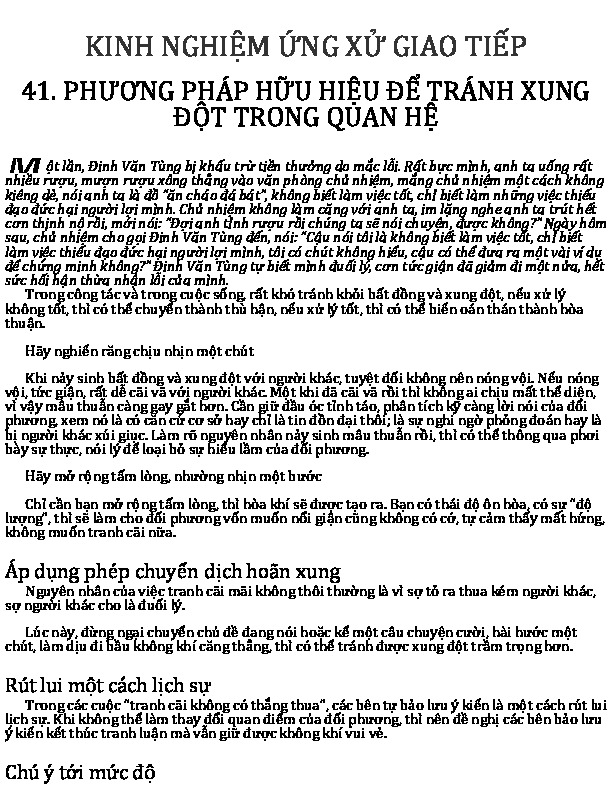 KINH NGHIỆM ỨNG XỬ GIAO TIẾP
41. PHƯƠNG PHÁP HỮU HIỆU ĐỂ TRÁNH XUNG
ĐỘT TRONG QUAN HỆ
Một lần, Định Văn Tùng bị khấu trừ tiền thưởng do mắc lỗi. Rất bực mình, anh ta uống rất
nhiều rượu, mượn rượu xông thẳng vào văn phòng chủ nhiệm, mắng chủ nhiệm một cách không
kiêng dè, nói anh ta là đồ "ăn cháo đá bát", không biết làm việc tốt, chỉ biết làm những việc thiếu
đạo đức hại người lợi mình. Chủ nhiệm không làm căng với anh ta, im lặng nghe anh ta trút hết
cơn thịnh nộ rồi, mới nói: "Đợi anh tỉnh rượu rồi chúng ta sẽ nói chuyện, được không?" Ngày hôm
sau, chủ nhiệm cho gọi Định Văn Tùng đến, nói: "Cậu nói tôi là không biết làm việc tốt, chỉ biết
làm việc thiếu đạo đức hại người lợi mình, tôi có chút không hiểu, cậu có thể đưa ra một vài ví dụ
để chứng minh không?" Định Văn Tùng tự biết mình đuối lý, cơn tức giận đã giảm đi một nửa, hết
sức hối hận thừa nhận lỗi của mình.
Trong công tác và trong cuộc sống, rất khó tránh khỏi bất đồng và xung đột, nếu xử lý
không tốt, thì có thể chuyển thành thù hận, nếu xử lý tốt, thì có thể biến oán thán thành hòa
thuận.
Hãy nghiến răng chịu nhịn một chút
Khi nảy sinh bất đồng và xung đột với người khác, tuyệt đối không nên nóng vội. Nếu nóng
vội, tức giận, rất dễ cãi vã với người khác. Một khi đã cãi vã rồi thì không ai chịu mất thể diện,
vì vậy mâu thuẫn càng gay gắt hơn. Cần giữ đầu óc tỉnh táo, phân tích kỹ càng lời nói của đối
phương, xem nó là có căn cứ cơ sở hay chỉ là tin đồn đại thôi; là sự nghi ngờ phỏng đoán hay là
bị người khác xúi giục. Làm rõ nguyên nhân nảy sinh mâu thuẫn rồi, thì có thể thông qua phơi
bày sự thực, nói lý để loại bỏ sự hiểu lầm của đối phương.
Hãy mở rộng tấm lòng, nhường nhịn một bước
Chỉ cần bạn mở rộng tấm lòng, thì hòa khí sẽ được tạo ra. Bạn có thái độ ôn hòa, có sự "độ
lượng", thì sẽ làm cho đối phương vốn muốn nổi giận cũng không có cớ, tự cảm thấy mất hứng,
không muốn tranh cãi nữa.
Áp dụng phép chuyển dịch hoãn xung
Nguyên nhân của việc tranh cãi mãi không thôi thường là vì sợ tỏ ra thua kém người khác,
sợ người khác cho là đuối lý.
Lúc này, đừng ngại chuyển chủ đề đang nói hoặc kể một câu chuyện cười, hài hước một
chút, làm dịu đi bầu không khí căng thẳng, thì có thể tránh được xung đột trầm trọng hơn.
Rút lui một cách lịch sự
Trong các cuộc "tranh cãi không có thắng thua", các bên tự bảo lưu ý kiến là một cách rút lui
lịch sự. Khi không thể làm thay đổi quan điểm của đối phương, thì nên đề nghị các bên bảo lưu
ý kiến kết thúc tranh luận mà vẫn giữ được không khí vui vẻ.
Chú ý tới mức độ